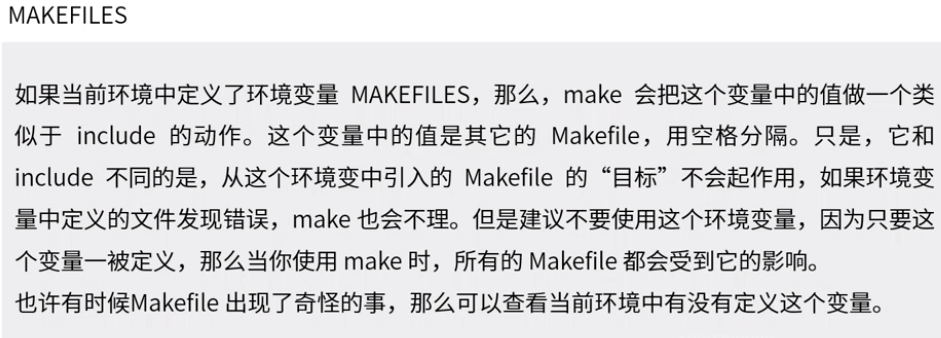 MAKEFILES
如果当前环境中定义了环境变量 MAKEFILES，那么，make 会把这个变量中的值做一个类
似于 include 的动作。这个变量中的值是其它的 Makefile，用空格分隔。只是，它和
include 不同的是，从这个环境变中引入的 Makefile 的“目标”不会起作用，如果环境变
量中定义的文件发现错误，make 也会不理。但是建议不要使用这个环境变量，因为只要这
个变量一被定义，那么当你使用 make 时，所有的 Makefile 都会受到它的影响。
也许有时候Makefile 出现了奇怪的事，那么可以查看当前环境中有没有定义这个变量。